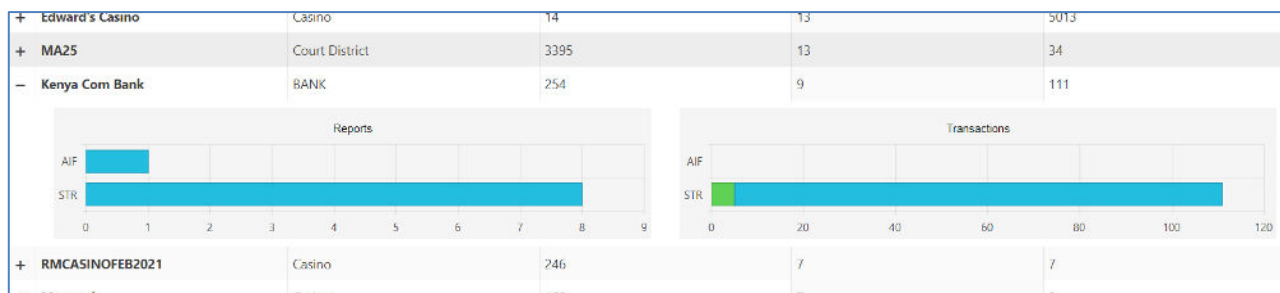 + Edward's Casino Casino 14 13 5013
+ MA25 Court District 3395 13 34
− Kenya Com Bank BANK 254 9 111
Reports
AIF
STR
0 1 2 3 4 5 6 7 8 9
Transactions
AIF
STR
0 20 40 60 80 100 120
+ RMCASINOFEB2021 Casino 246 7 7